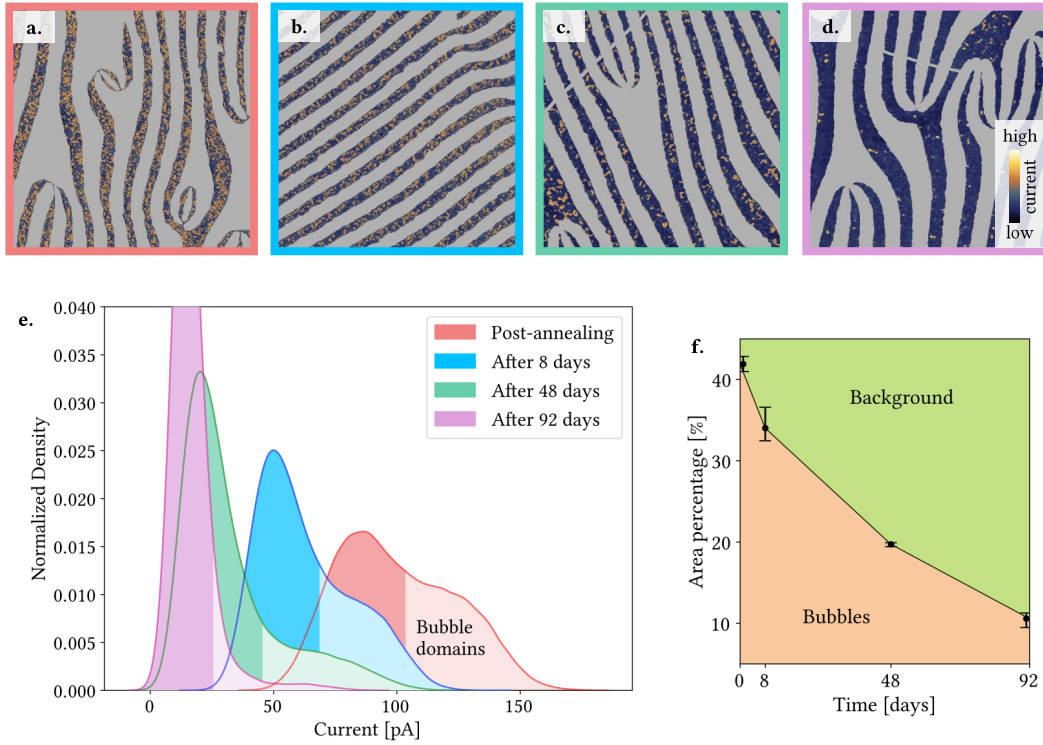 a.
b.
c.
d.
high
current
low
e.
0.040
0.035
0.030
0.025
0.020
0.015
0.010
0.005
0.000
Normalized Density
Post-annealing
After 8 days
After 48 days
After 92 days
Bubble
domains
0 50 100 150
Current [pA]
f.
40
30
20
10
Area percentage [%]
Background
Bubbles
0 8 48 92
Time [days]